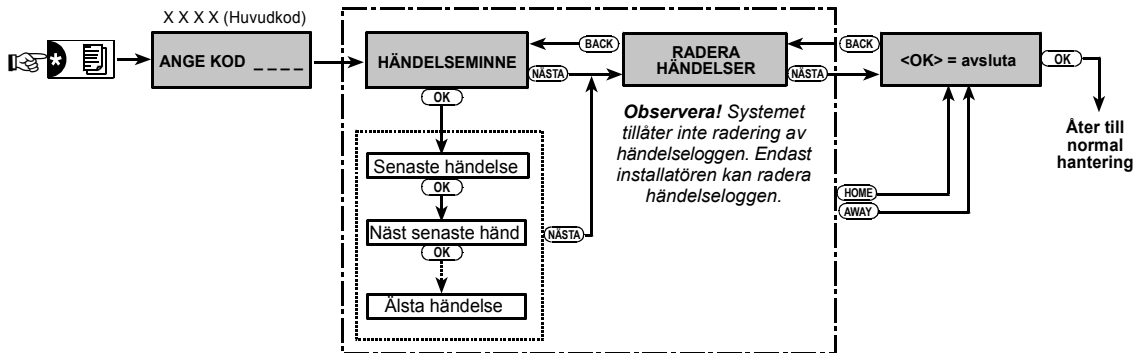 X X X X (Huvudkod)
ANGE KOD _ _ _ _
HÄNDELSEMINNE
BACK
NÄSTA
RADERA
HÄNDELSER
BACK
NÄSTA
<OK> = avsluta
OK
Åter till
normal
hantering
OK
Senaste händelse
OK
Näst senaste händ
OK
Älsta händelse
NÄSTA
Observera! Systemet
tillåter inte radering av
händelseloggen. Endast
installatören kan radera
händelseloggen.
HOME
AWAY